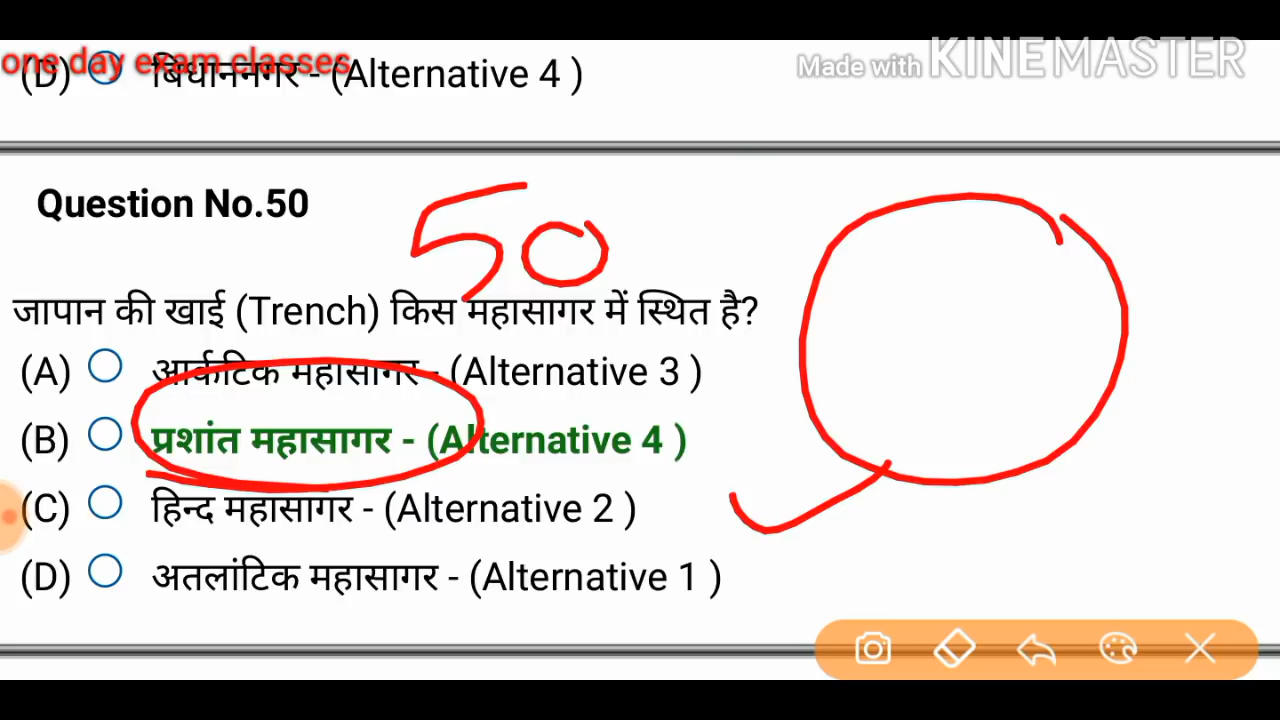 one day exam classes
Made with KINEMASTER
(D) बिधाननगर - (Alternative 4 )
Question No.50
50
जापान की खाई (Trench) किस महासागर में स्थित है?
(A) आर्कटिक महासागर - (Alternative 3 )
(B) प्रशांत महासागर - (Alternative 4 )
(C) हिन्द महासागर - (Alternative 2 )
(D) अतलांटिक महासागर - (Alternative 1 )